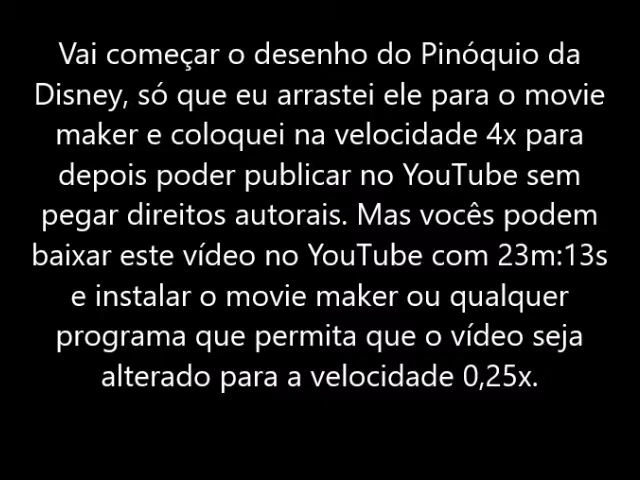 Vai começar o desenho do Pinóquio da
Disney, só que eu arrastei ele para o movie
maker e coloquei na velocidade 4x para
depois poder publicar no YouTube sem
pegar direitos autorais. Mas vocês podem
baixar este vídeo no YouTube com 23m:13s
e instalar o movie maker ou qualquer
programa que permita que o vídeo seja
alterado para a velocidade 0,25x.